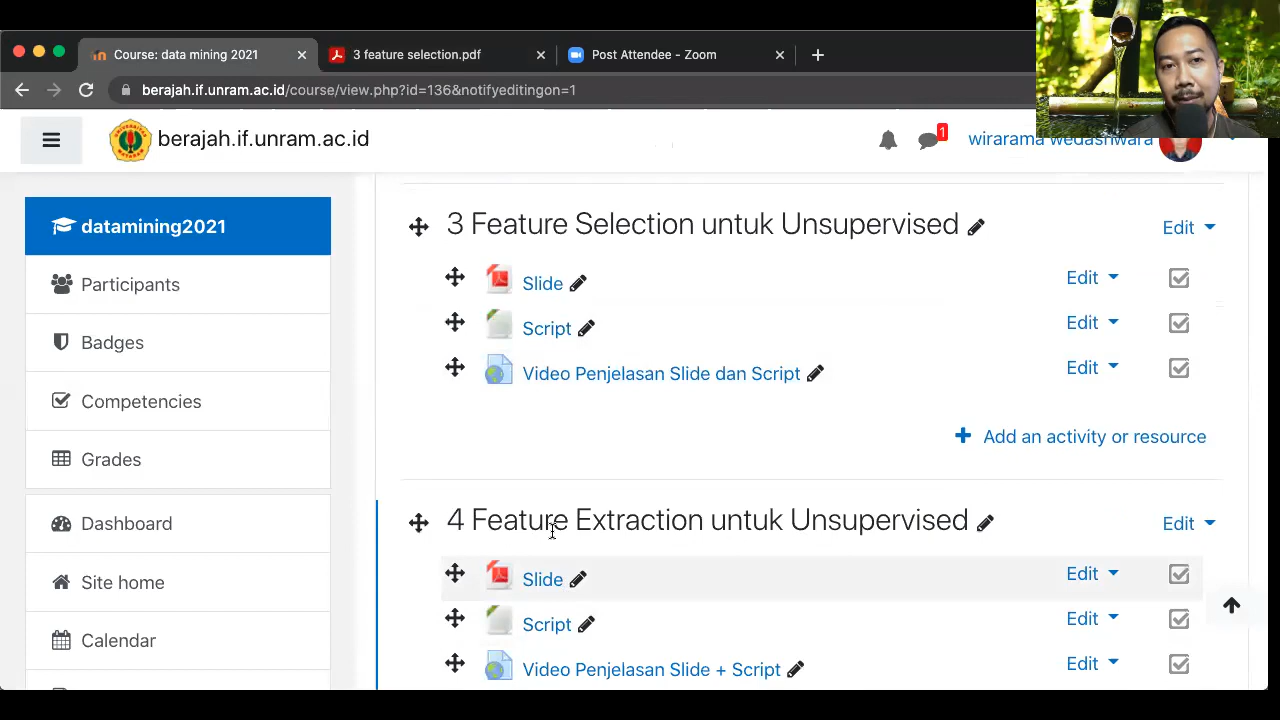 Course: data mining 2021
3 feature selection.pdf
Post Attendee - Zoom
berajah.if.unram.ac.id/course/view.php?id=136&notifyeditingon=1
berajah.if.unram.ac.id
1
wirarama wedashwara
datamining2021
Participants
Badges
Competencies
Grades
Dashboard
Site home
Calendar
3 Feature Selection untuk Unsupervised
Edit
Slide
Edit
Script
Edit
Video Penjelasan Slide dan Script
Edit
Add an activity or resource
4 Feature Extraction untuk Unsupervised
Edit
Slide
Edit
Script
Edit
Video Penjelasan Slide + Script
Edit